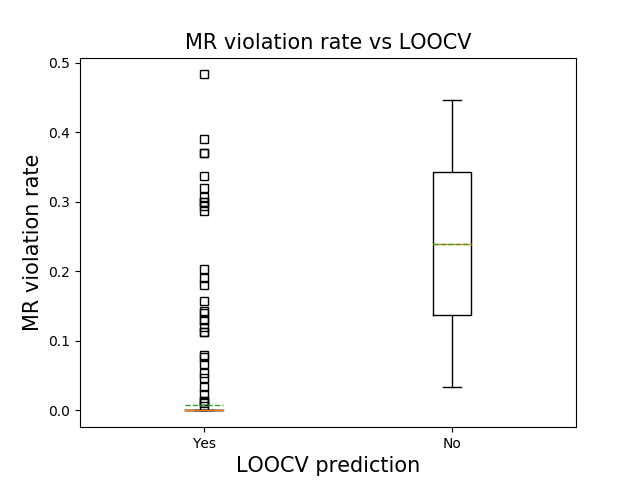 MR violation rate vs LOOCV
MR violation rate
0.5
0.4
0.3
0.2
0.1
0.0
Yes
No
LOOCV prediction